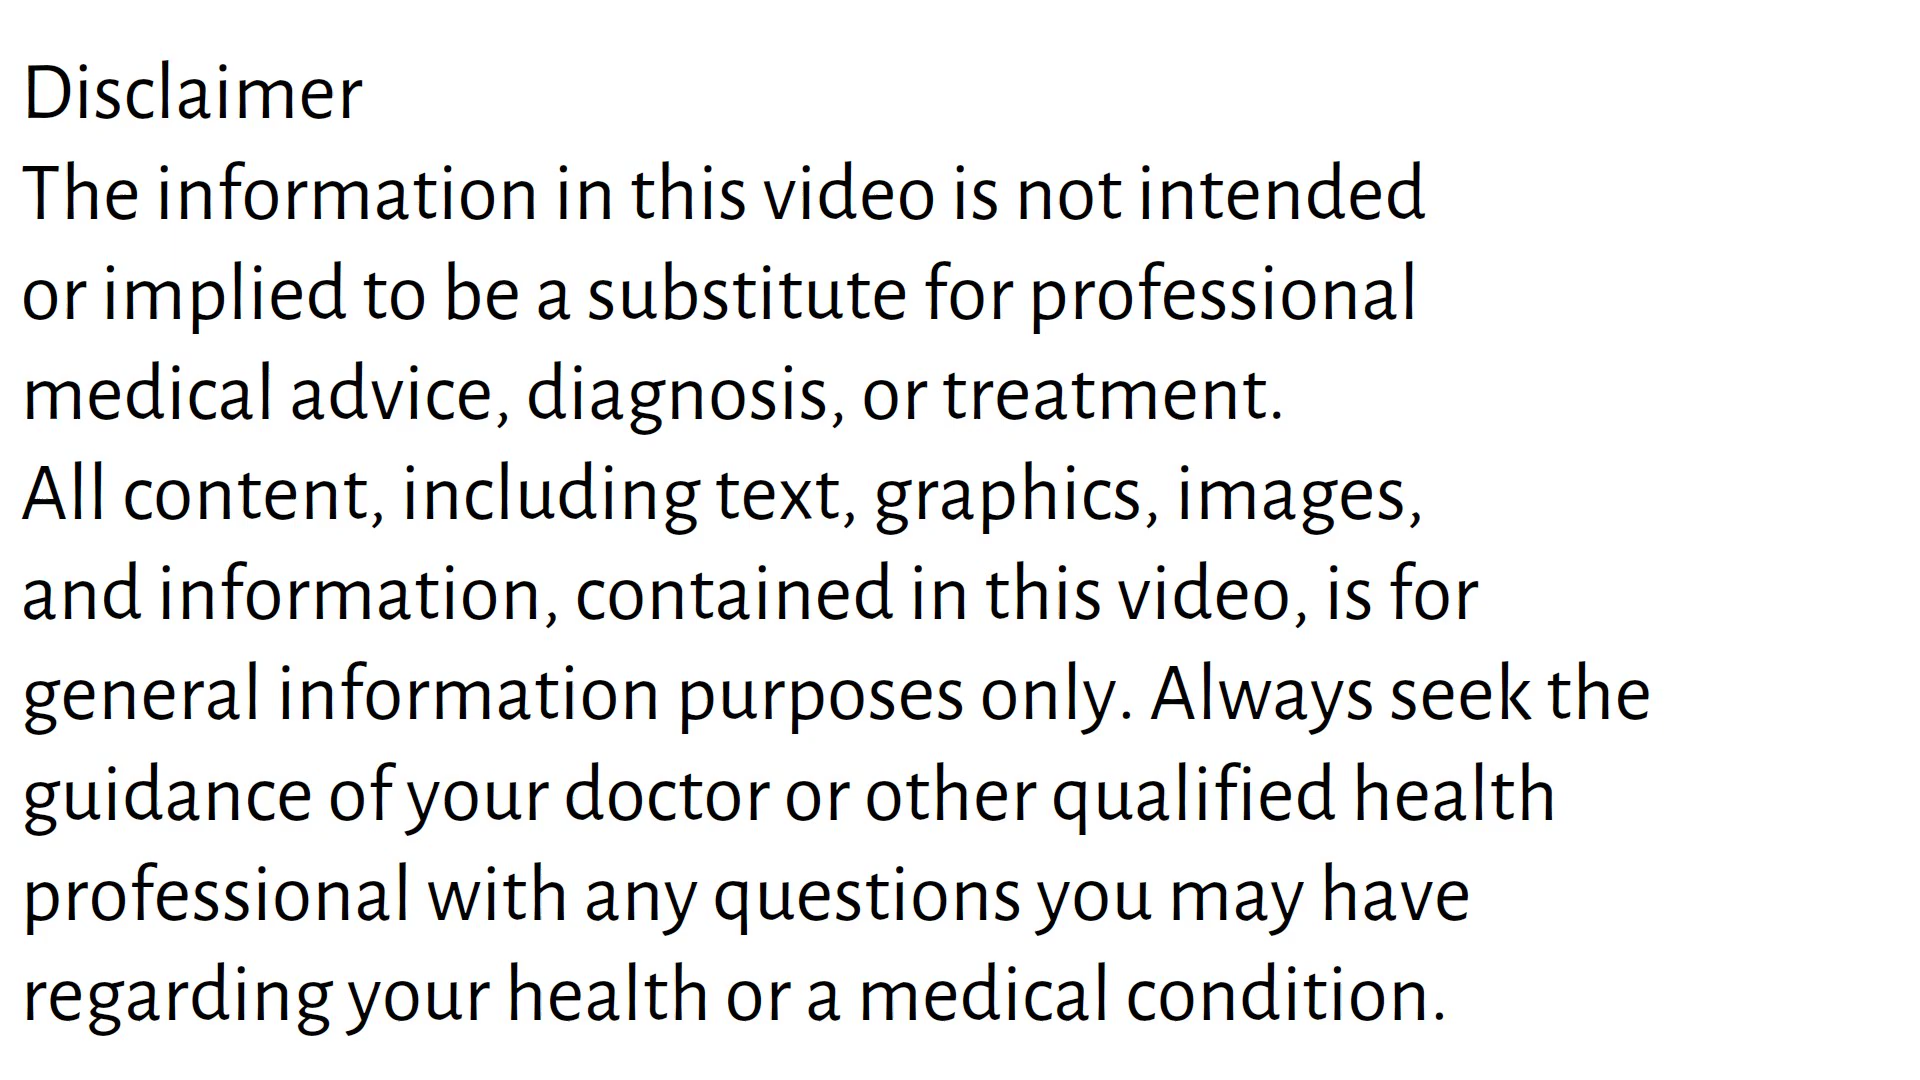 Disclaimer
The information in this video is not intended
or implied to be a substitute for professional
medical advice, diagnosis, or treatment.
All content, including text, graphics, images,
and information, contained in this video, is for
general information purposes only. Always seek the
guidance of your doctor or other qualified health
professional with any questions you may have
regarding your health or a medical condition.